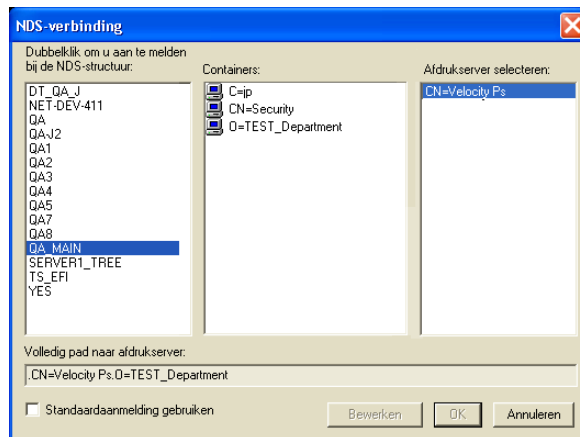 NDS-verbinding
Dubbelklik om u aan te melden
bij de NDS-structuur:
DT_QA_J
NET-DEV-411
QA
QA-J2
QA1
QA2
QA3
QA4
QA5
QA7
QA8
QA_MAIN
SERVER1_TREE
TS_EFI
YES
Containers:
C=jp
CN=Security
O=TEST_Department
Afdrukserver selecteren:
CN=Velocity Ps
Volledig pad naar afdrukserver:
.CN=Velocity Ps.O=TEST_Department
Standaardaanmelding gebruiken
Bewerken
OK
Annuleren